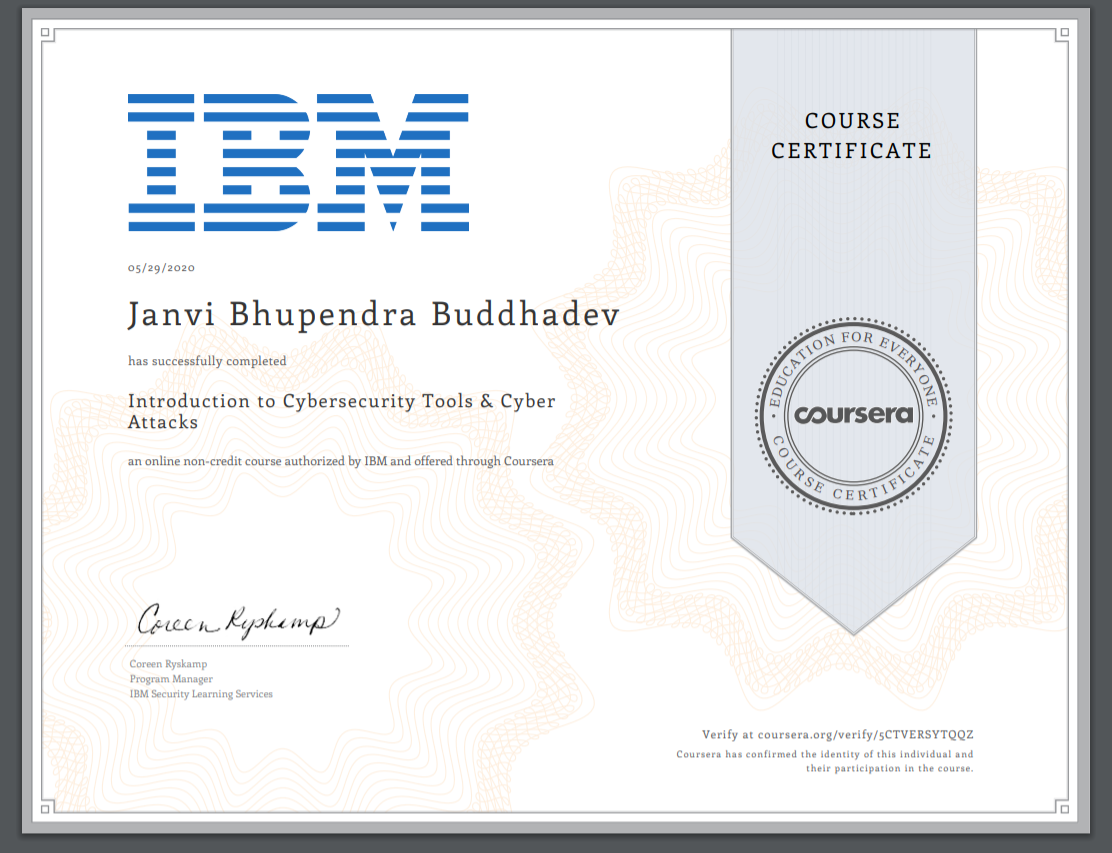 IBM
05/29/2020
Janvi Bhupendra Buddhadev
has successfully completed
Introduction to Cybersecurity Tools & Cyber
Attacks
an online non-credit course authorized by IBM and offered through Coursera
Coreen Ryskamp
Coreen Ryskamp
Program Manager
IBM Security Learning Services
COURSE
CERTIFICATE
EDUCATION FOR EVERYONE
coursera
COURSE CERTIFICATE
Verify at coursera.org/verify/5CTVERSYTQQZ
Coursera has confirmed the identity of this individual and
their participation in the course.